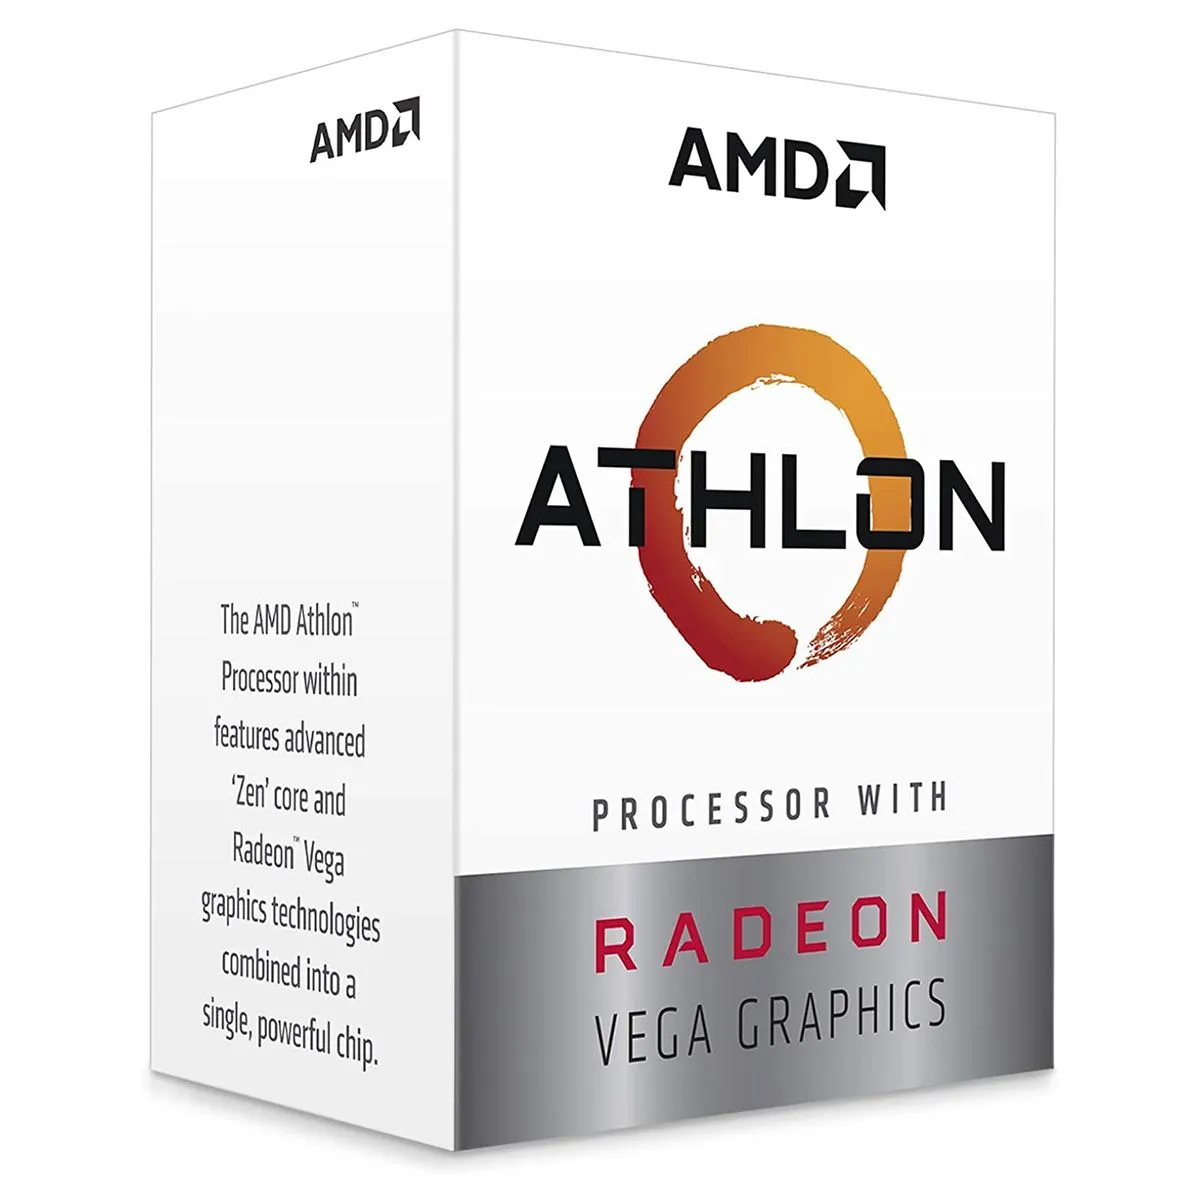 AMD
The AMD Athlon™
Processor within
features advanced
‘Zen’ core and
Radeon™ Vega
graphics technologies
combined into a
single, powerful chip.
AMD
ATHLON
PROCESSOR WITH
RADEON
VEGA GRAPHICS